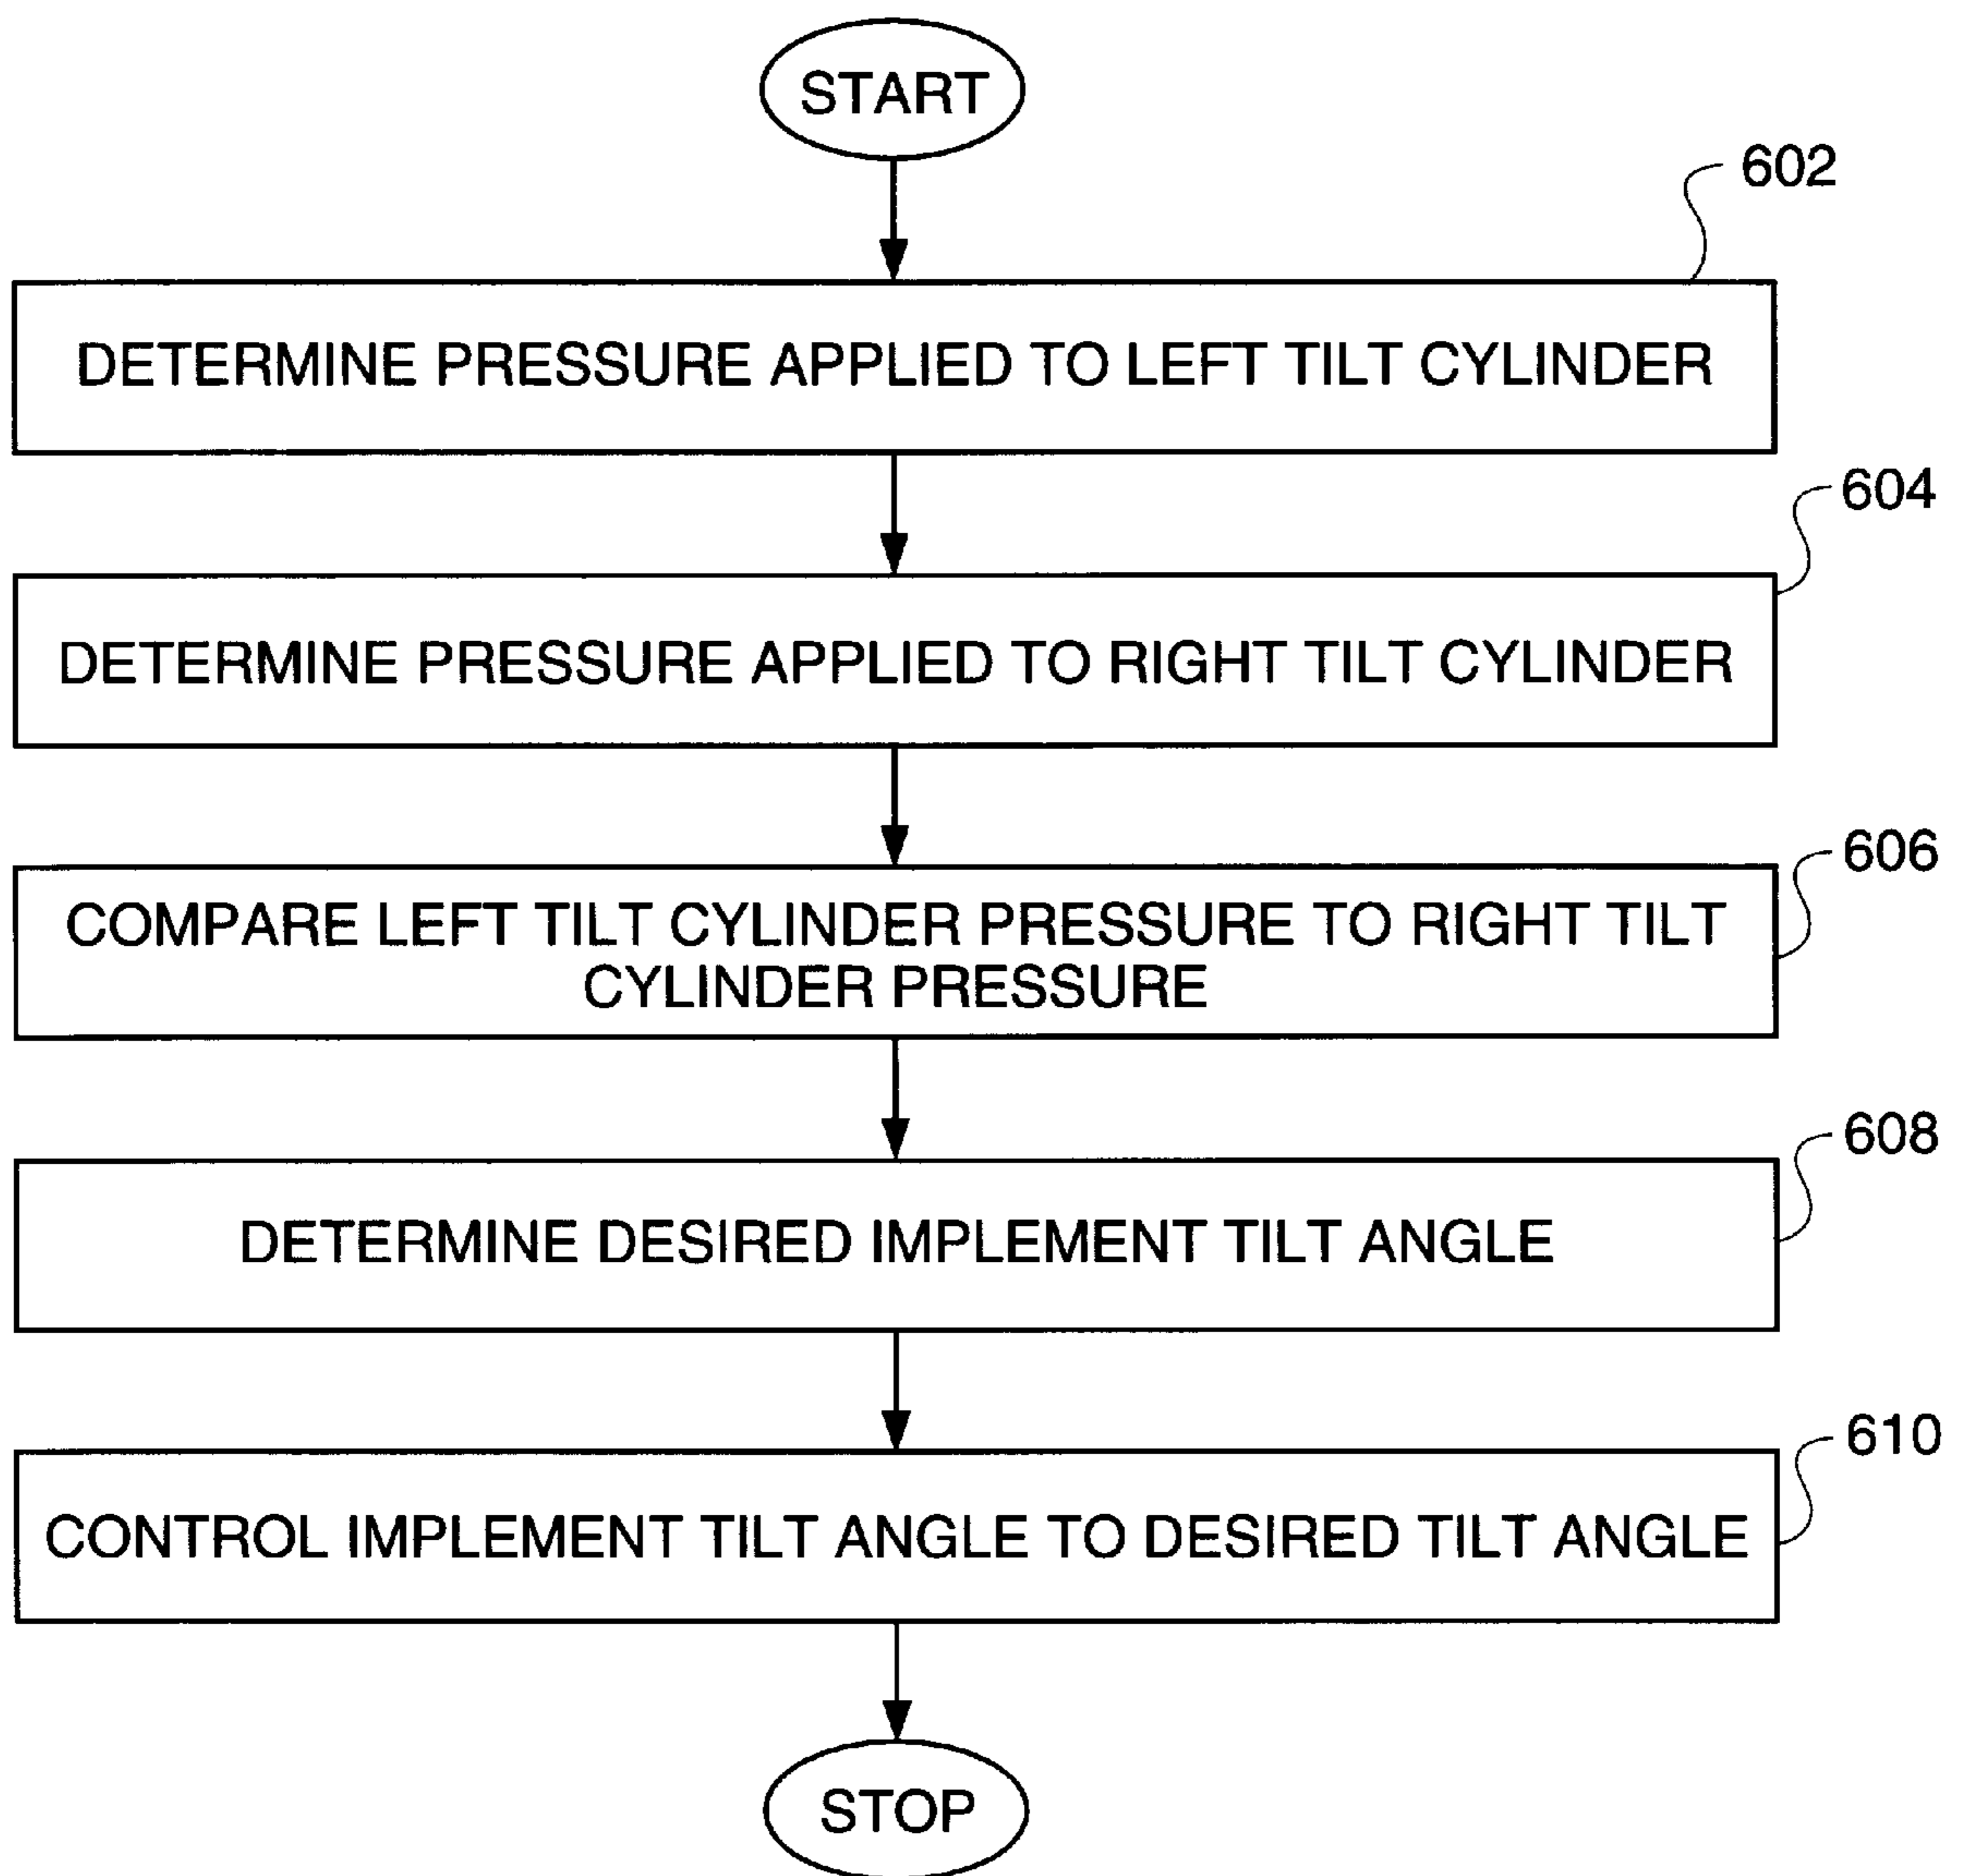 START
602
DETERMINE PRESSURE APPLIED TO LEFT TILT CYLINDER
604
DETERMINE PRESSURE APPLIED TO RIGHT TILT CYLINDER
606
COMPARE LEFT TILT CYLINDER PRESSURE TO RIGHT TILT
CYLINDER PRESSURE
608
DETERMINE DESIRED IMPLEMENT TILT ANGLE
610
CONTROL IMPLEMENT TILT ANGLE TO DESIRED TILT ANGLE
STOP